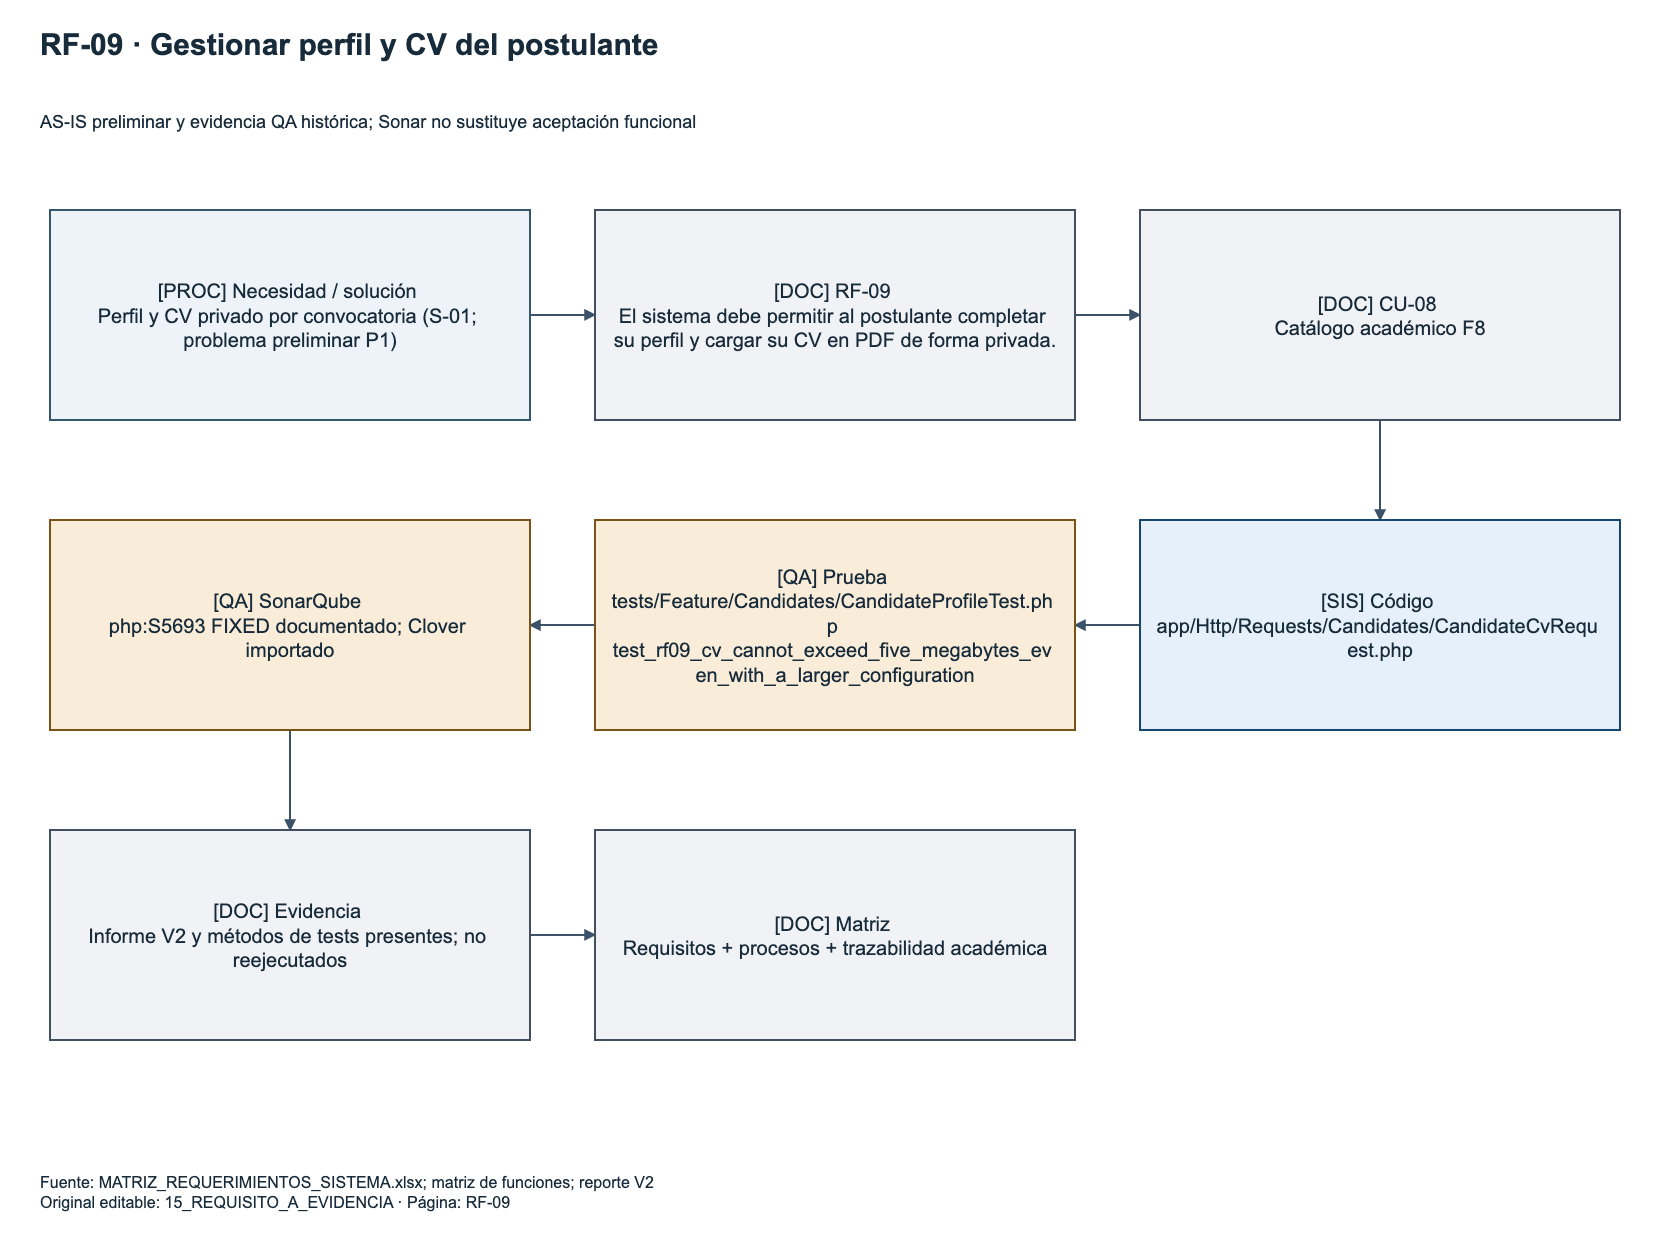 RF-09 · Gestionar perfil y CV del postulante
AS-IS preliminar y evidencia QA histórica; Sonar no sustituye aceptación funcional
[PROC] Necesidad / solución
Perfil y CV privado por convocatoria (S-01;
problema preliminar P1)
[DOC] RF-09
El sistema debe permitir al postulante completar
su perfil y cargar su CV en PDF de forma privada.
[DOC] CU-08
Catálogo académico F8
[QA] SonarQube
php:S5693 FIXED documentado; Clover
importado
[QA] Prueba
tests/Feature/Candidates/CandidateProfileTest.ph
p
test_rf09_cv_cannot_exceed_five_megabytes_ev
en_with_a_larger_configuration
[SIS] Código
app/Http/Requests/Candidates/CandidateCvRequ
est.php
[DOC] Evidencia
Informe V2 y métodos de tests presentes; no
reejecutados
[DOC] Matriz
Requisitos + procesos + trazabilidad académica
Fuente: MATRIZ_REQUERIMIENTOS_SISTEMA.xlsx; matriz de funciones; reporte V2
Original editable: 15_REQUISITO_A_EVIDENCIA · Página: RF-09